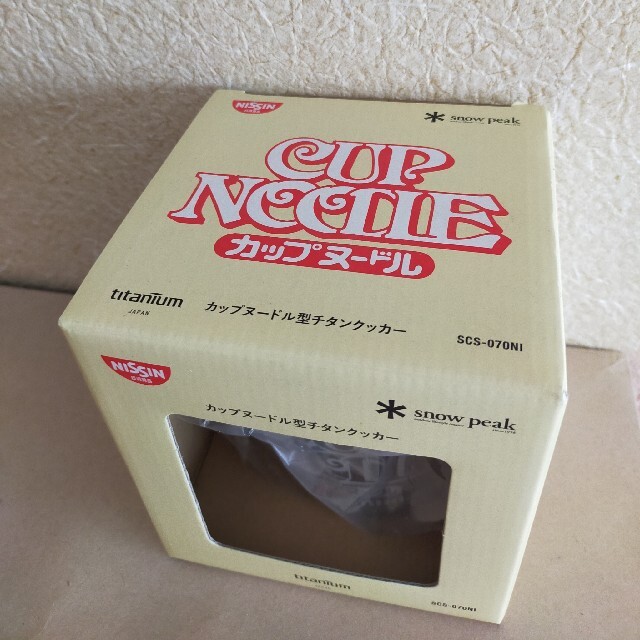 NISSIN
snow peak
CUP
NOODLE
カップヌードル
titanium
JAPAN
カップヌードル型チタンクッカー
SCS-070NI
NISSIN
カップヌードル型チタンクッカー
snow peak
titanium
SCS-070NI